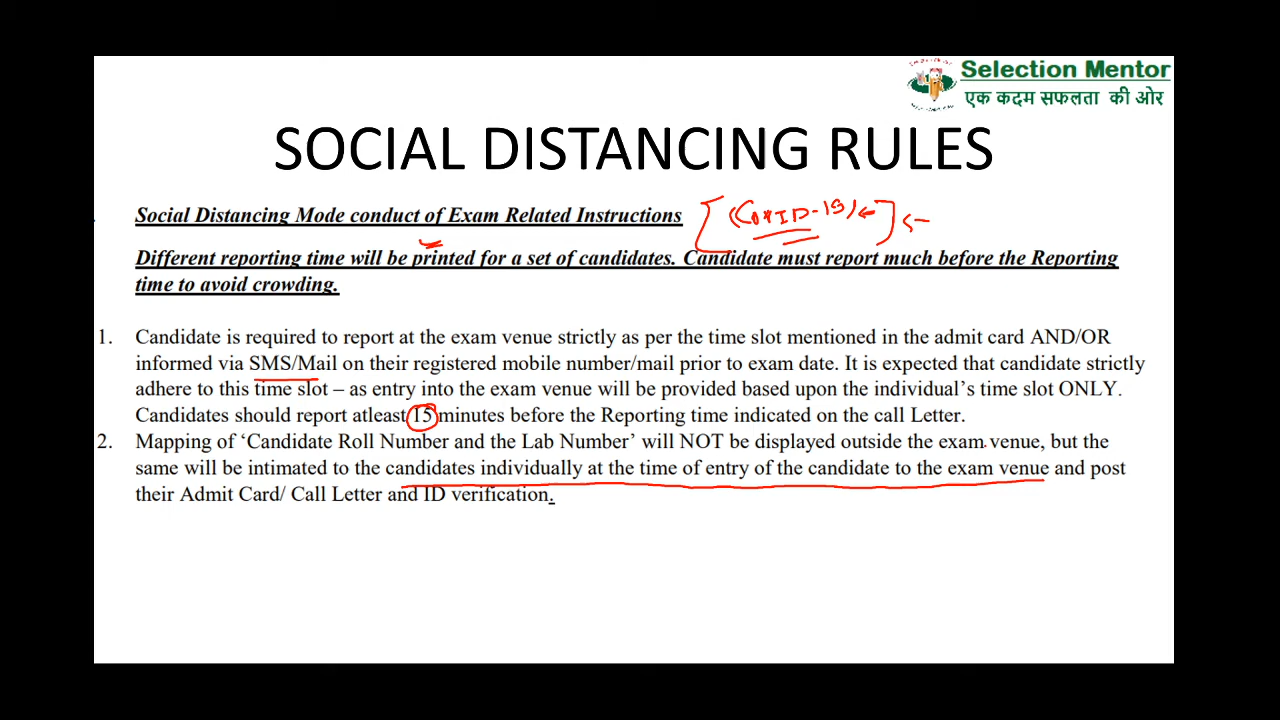 Selection Mentor
एक कदम सफलता की ओर
SOCIAL DISTANCING RULES
Social Distancing Mode conduct of Exam Related Instructions
(COVID-19)
Different reporting time will be printed for a set of candidates. Candidate must report much before the Reporting
time to avoid crowding.
1. Candidate is required to report at the exam venue strictly as per the time slot mentioned in the admit card AND/OR
informed via SMS/Mail on their registered mobile number/mail prior to exam date. It is expected that candidate strictly
adhere to this time slot – as entry into the exam venue will be provided based upon the individual's time slot ONLY.
Candidates should report atleast 15 minutes before the Reporting time indicated on the call Letter.
2. Mapping of ‘Candidate Roll Number and the Lab Number’ will NOT be displayed outside the exam venue, but the
same will be intimated to the candidates individually at the time of entry of the candidate to the exam venue and post
their Admit Card/ Call Letter and ID verification.